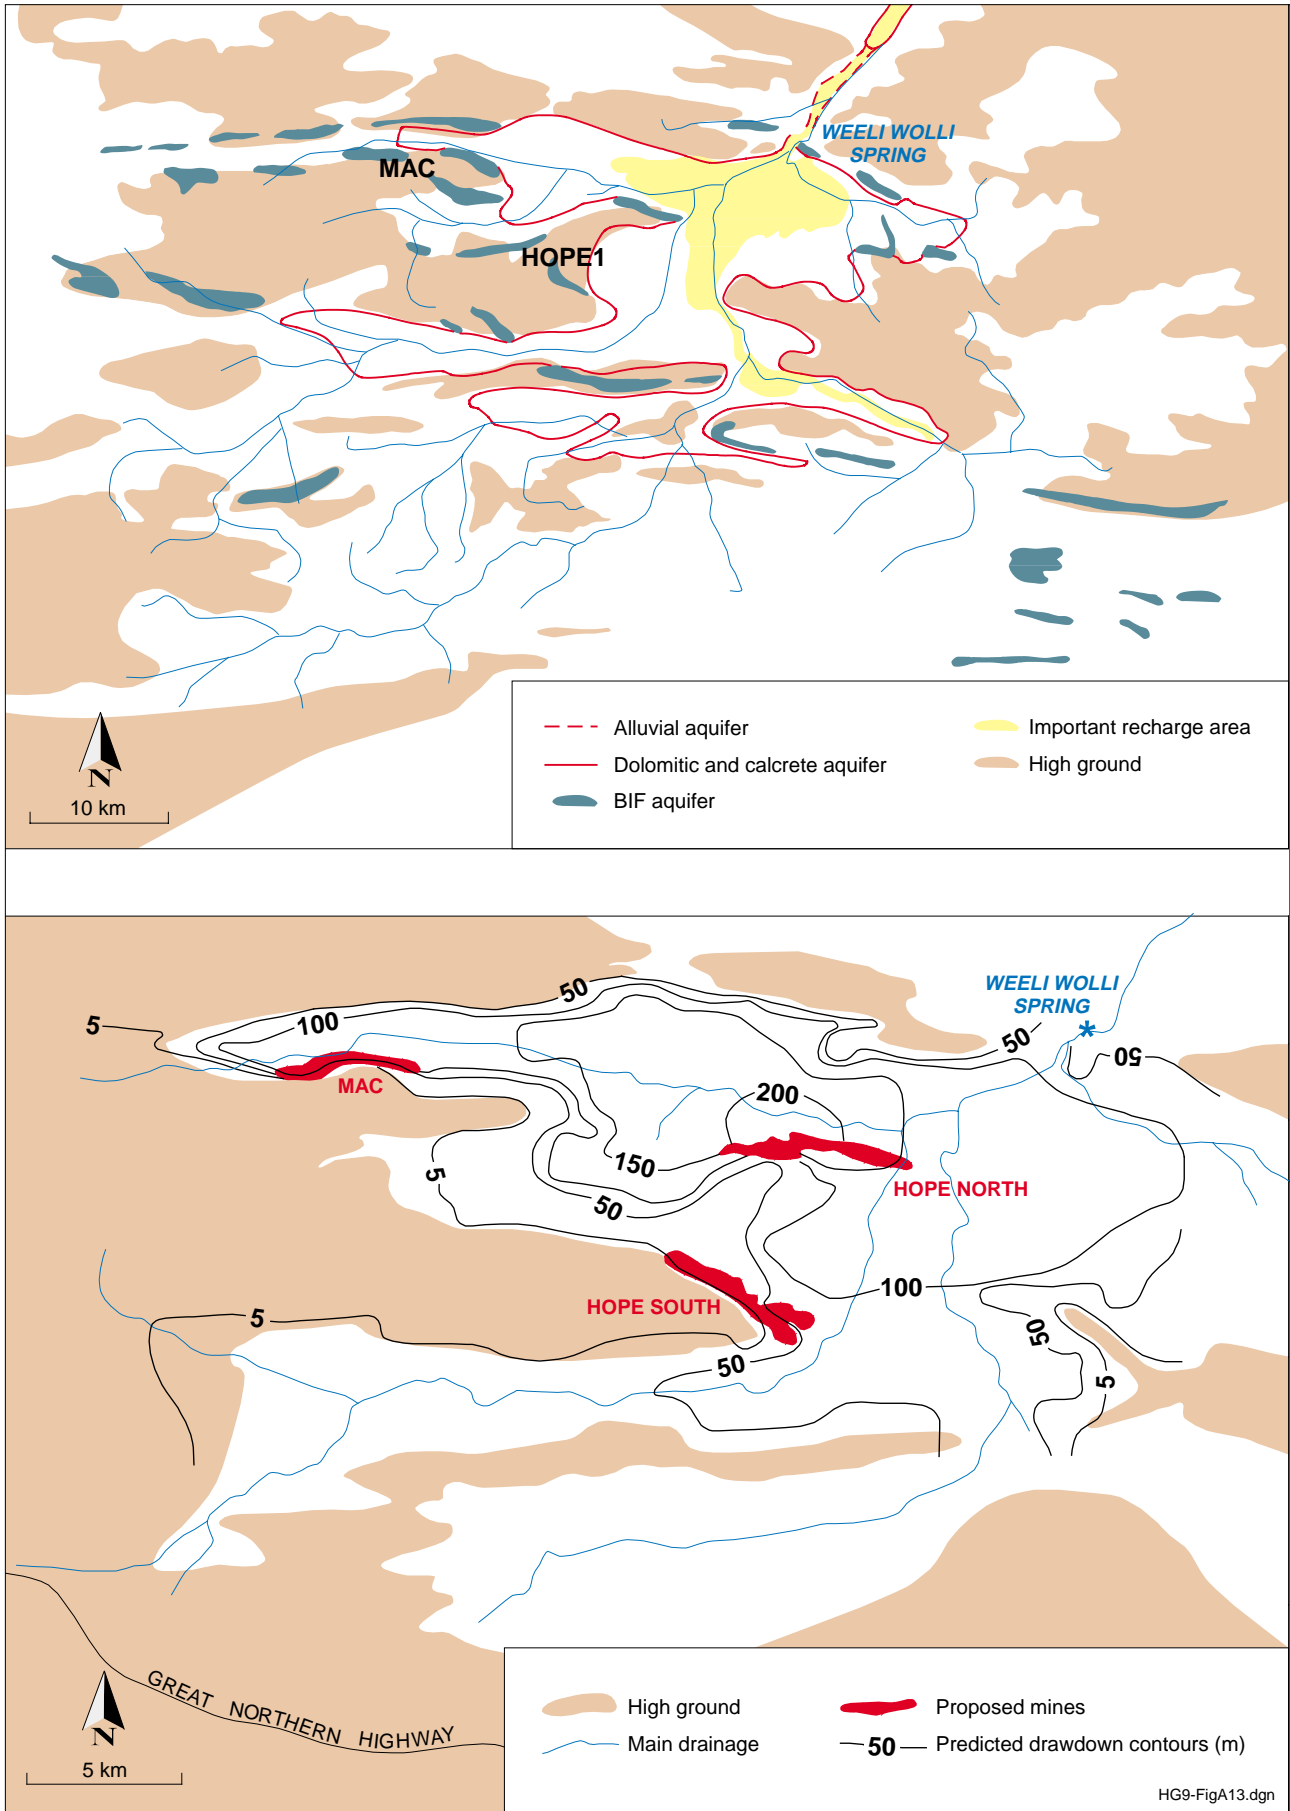 WEELI WOLLI
SPRING
MAC
HOPE1
Alluvial aquifer
Important recharge area
Dolomitic and calcrete aquifer
High ground
BIF aquifer
N
10 km
WEELI WOLLI
SPRING
50
5
100
50
50
MAC
200
5
150
HOPE NORTH
50
100
HOPE SOUTH
5
50
50
5
GREAT NORTHERN HIGHWAY
N
5 km
High ground
Proposed mines
Main drainage
50
Predicted drawdown contours (m)
HG9-FigA13.dgn